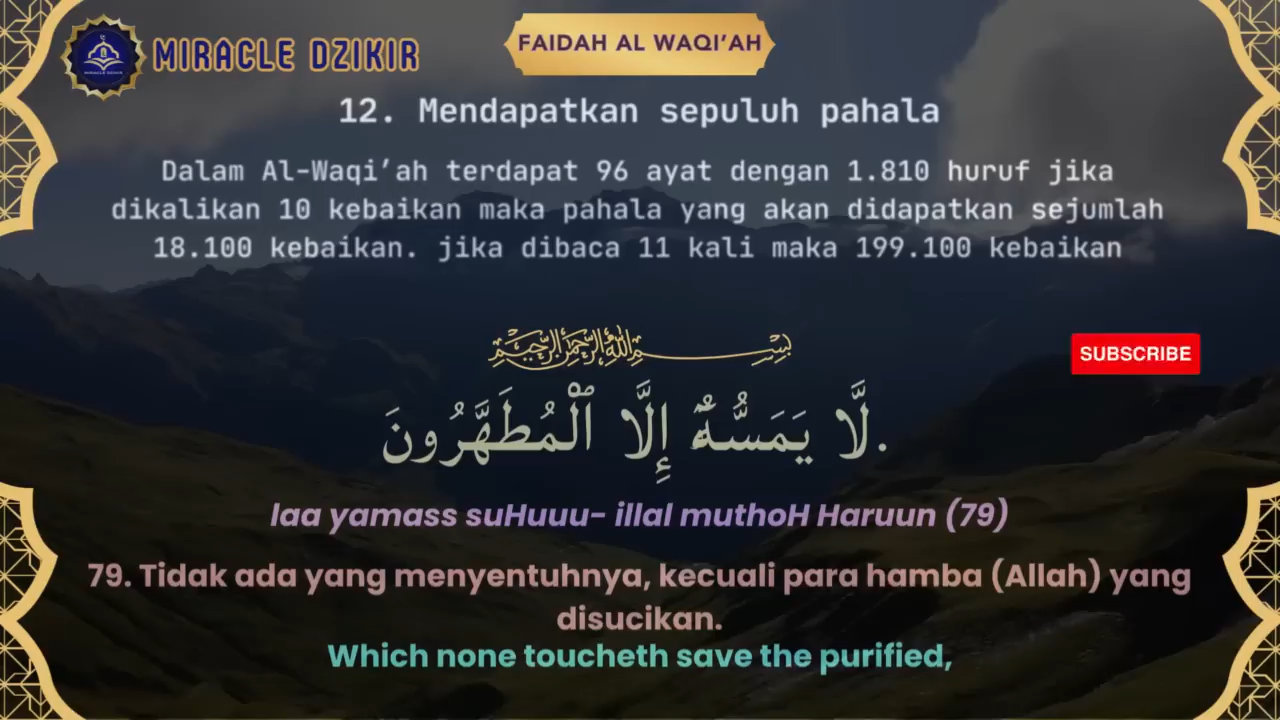 MIRACLE DZIKIR
FAIDAH AL WAQI’AH
12. Mendapatkan sepuluh pahala
Dalam Al-Waqi’ah terdapat 96 ayat dengan 1.810 huruf jika
dikalikan 10 kebaikan maka pahala yang akan didapatkan sejumlah
18.100 kebaikan. jika dibaca 11 kali maka 199.100 kebaikan
بِسْمِ اللهِ الرَّحْمٰنِ الرَّحِيْمِ
SUBSCRIBE
.لَّا يَمَسُّهُۥٓ إِلَّا ٱلْمُطَهَّرُونَ
laa yamass suHuuu- illal muthoH Haruun (79)
79. Tidak ada yang menyentuhnya, kecuali para hamba (Allah) yang
disucikan.
Which none toucheth save the purified,